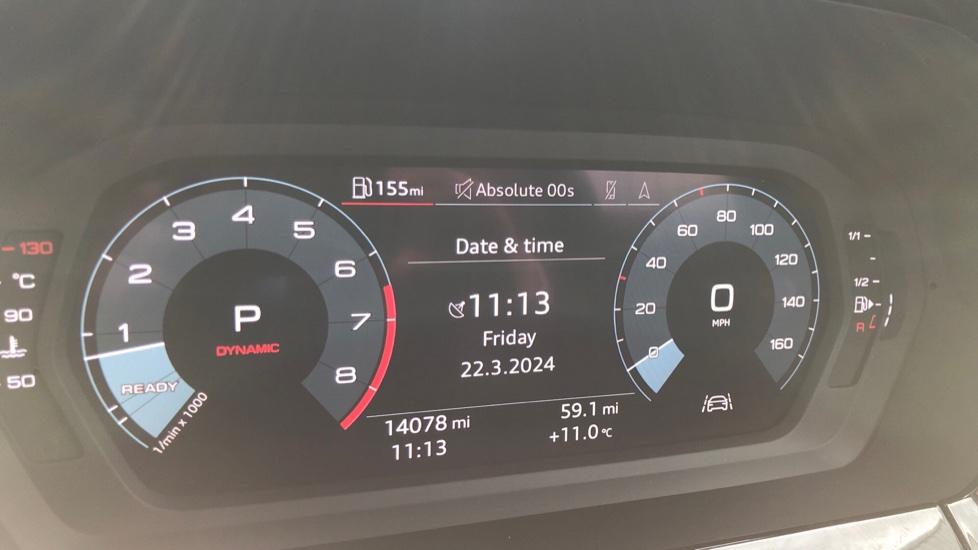 155mi
Absolute 00s
Date & time
11:13
Friday
22.3.2024
14078 mi
59.1 mi
11:13
+11.0 °C
1
2
3
4
5
6
7
8
P
DYNAMIC
READY
1/min x 1000
0
20
40
60
80
100
120
140
160
0
MPH
130
°C
90
50
1/1
1/2
R